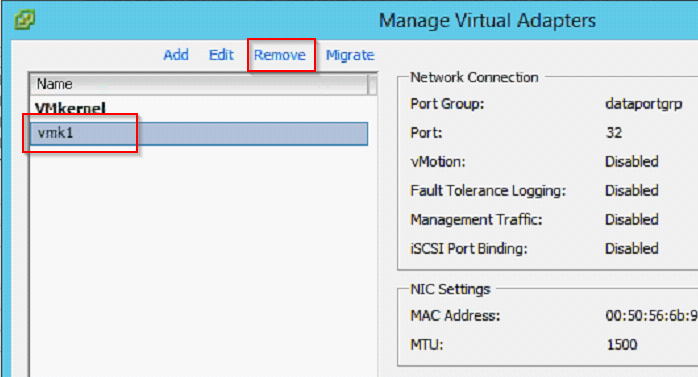 Manage Virtual Adapters
Add Edit Remove Migrate
Name
VMkernel
vmk1
Network Connection
Port Group: dataportgrp
Port: 32
vMotion: Disabled
Fault Tolerance Logging: Disabled
Management Traffic: Disabled
iSCSI Port Binding: Disabled
NIC Settings
MAC Address: 00:50:56:6b:9
MTU: 1500